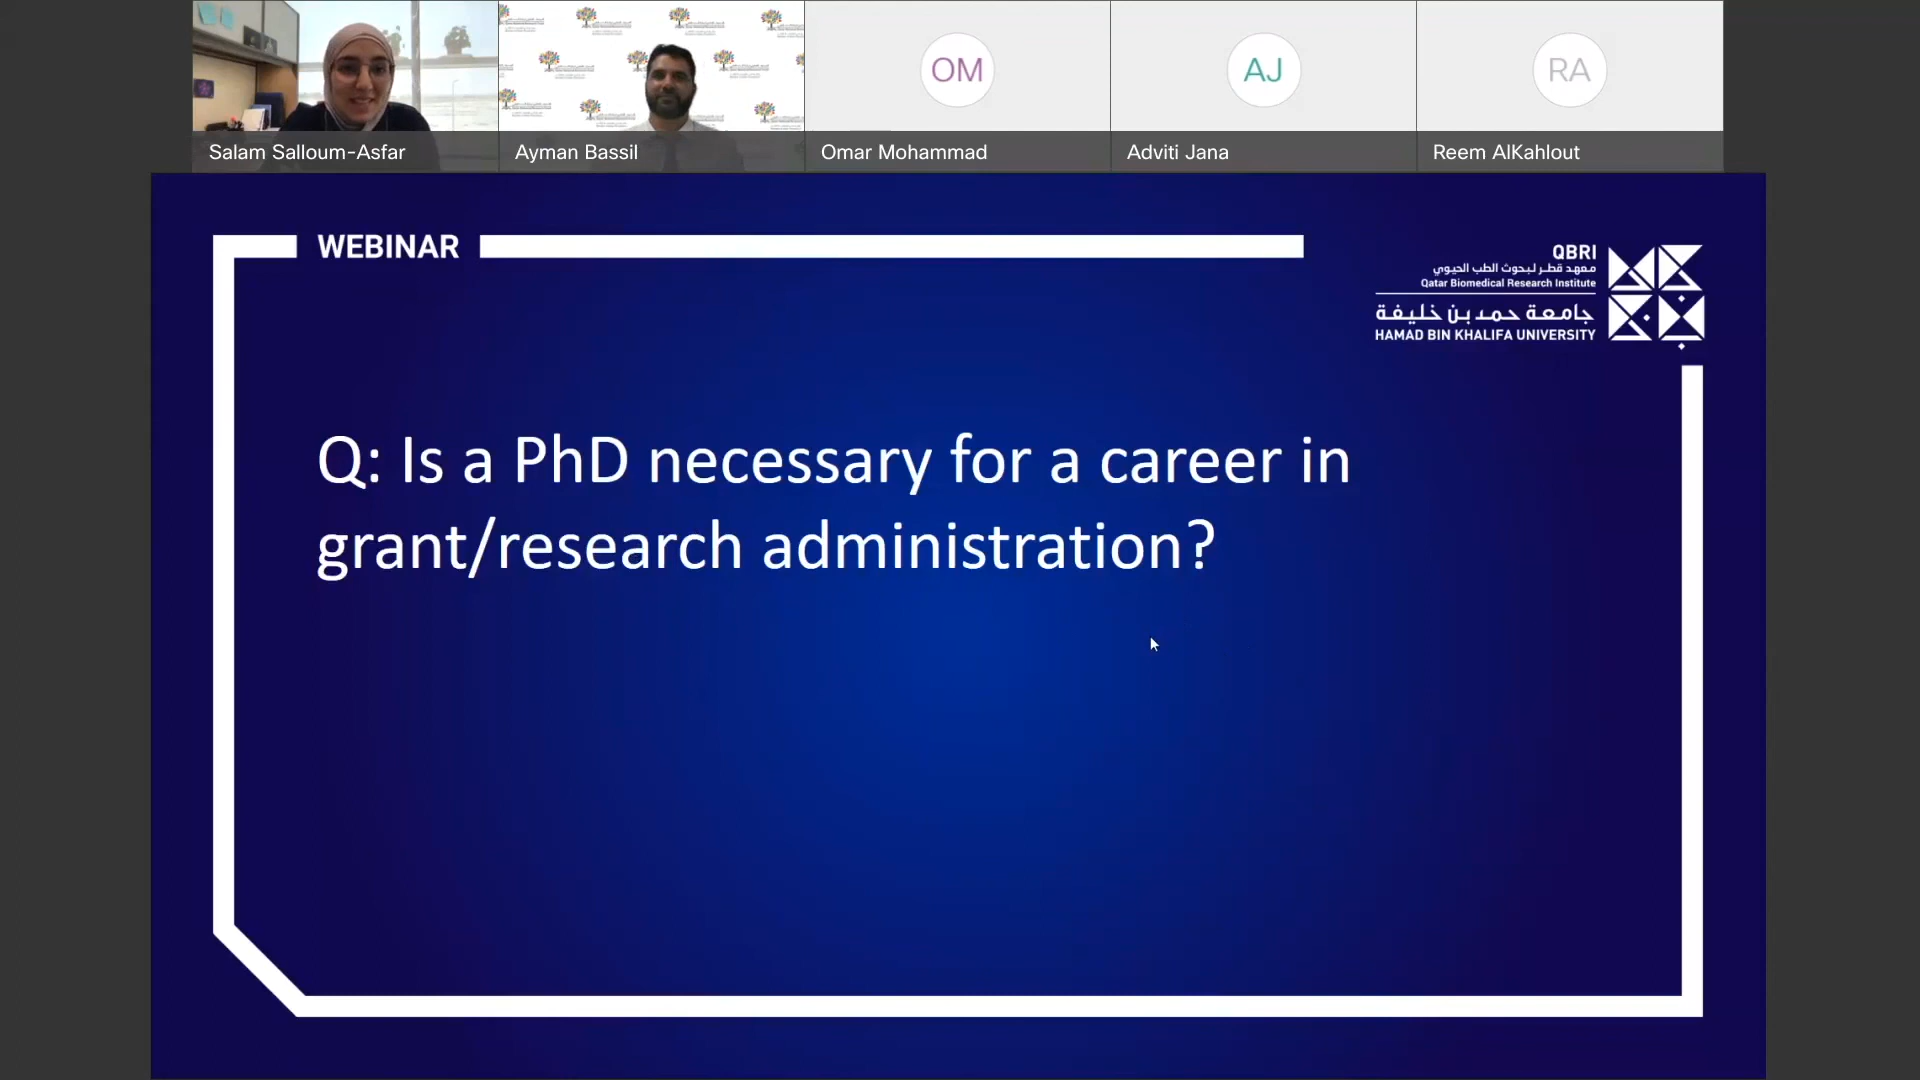 Salam Salloum-Asfar
Ayman Bassil
OM
Omar Mohammad
AJ
Adviti Jana
RA
Reem AlKahlout
WEBINAR
QBRI
معهد قطر لبحوث الطب الحيوي
Qatar Biomedical Research Institute
جامعة حمد بن خليفة
HAMAD BIN KHALIFA UNIVERSITY
Q: Is a PhD necessary for a career in
grant/research administration?